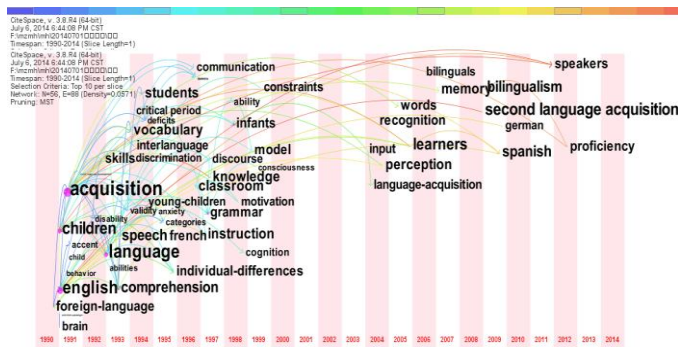 CiteSpace, v. 3.8.R4 (64-bit)
July 6, 2014 6:44:08 PM CST
Timespan: 1990-2014 (Slice Length=1)
CiteSpace, v. 3.8.R4 (64-bit)
July 6, 2014 6:44:08 PM CST
Timespan: 1990-2014 (Slice Length=1)
Selection Criteria: Top 10 per slice
Network: N=56, E=88 (Density=0.0571)
Pruning: MST
communication
speakers
bilinguals
constraints
memory
bilingualism
students
ability
words
second language acquisition
critical period
deficits
infants
recognition
german
vocabulary
interlanguage
model
input
learners
spanish
proficiency
skills
discrimination
discourse
consciousness
perception
knowledge
acquisition
classroom
language-acquisition
young-children
motivation
validity
anxiety
grammar
disability
categories
children
speech
french
instruction
accent
language
cognition
child
behavior
abilities
individual-differences
english
comprehension
foreign-language
brain
1990 1991 1992 1993 1994 1995 1996 1997 1998 1999 2000 2001 2002 2003 2004 2005 2006 2007 2008 2009 2010 2011 2012 2013 2014